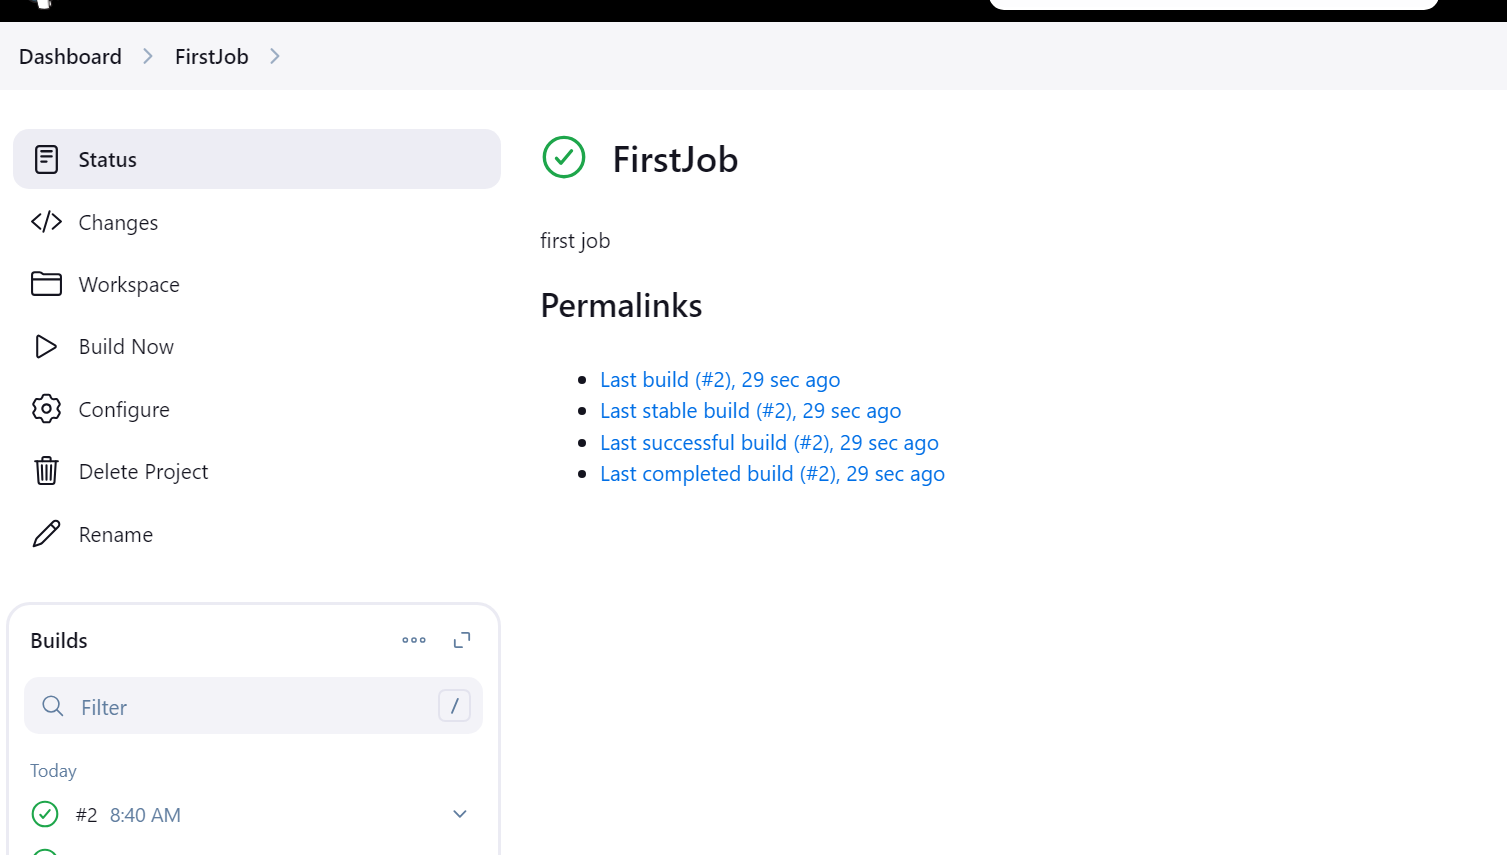 Dashboard > FirstJob >
Status
Changes
Workspace
Build Now
Configure
Delete Project
Rename
Builds
Filter /
Today
#2 8:40 AM
FirstJob
first job
Permalinks
Last build (#2), 29 sec ago
Last stable build (#2), 29 sec ago
Last successful build (#2), 29 sec ago
Last completed build (#2), 29 sec ago